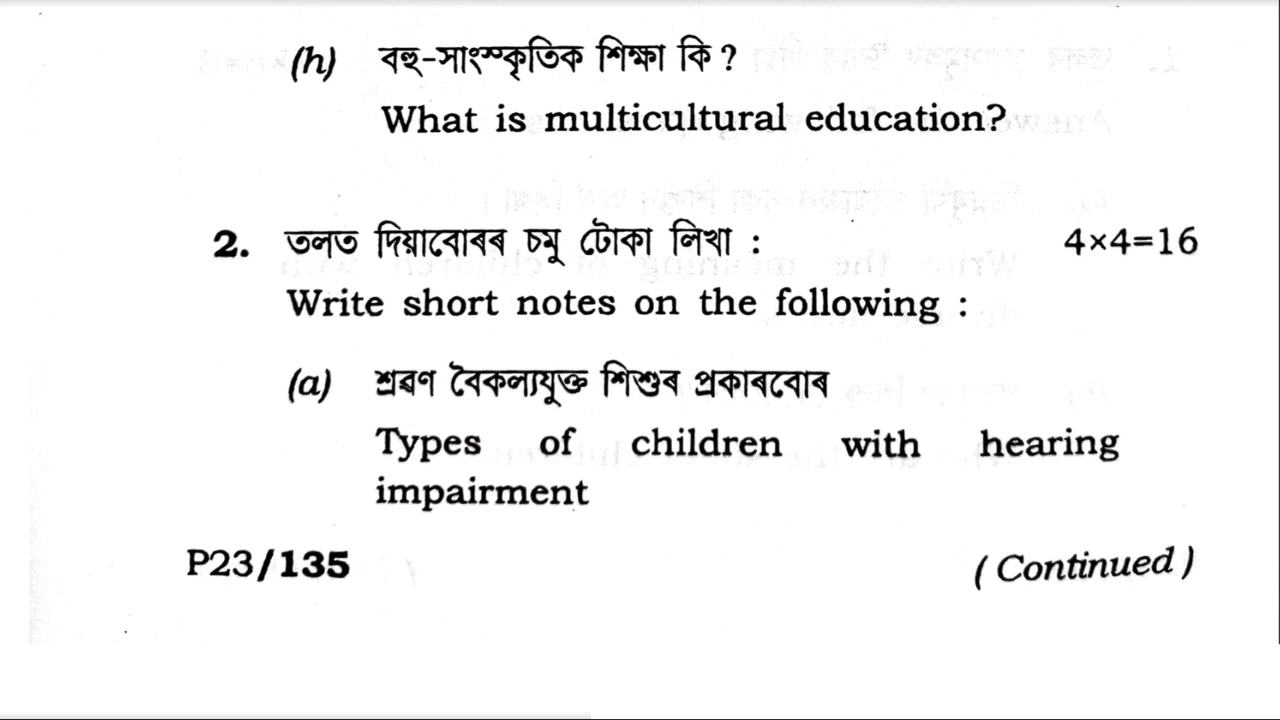 (h) বহু-সাংস্কৃতিক শিক্ষা কি ?
What is multicultural education?
2. তলত দিয়াবোৰৰ চমু টোকা লিখা : 4×4=16
Write short notes on the following :
(a) শ্ৰৱণ বৈকল্যযুক্ত শিশুৰ প্ৰকাৰবোৰ
Types of children with hearing
impairment
P23/135 ( Continued )